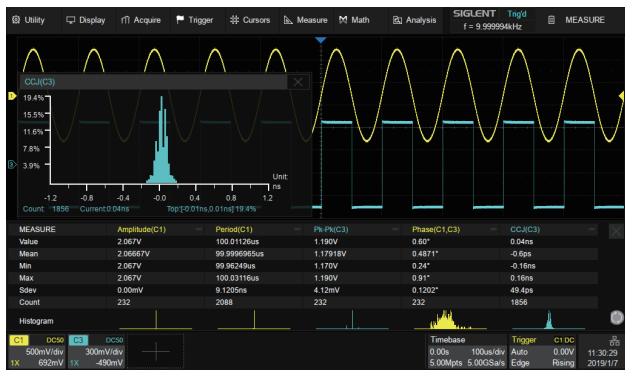 Utility Display Acquire Trigger Cursors Measure Math Analysis SIGLENT Trig'd f = 9.999994kHz MEASURE
CCJ(C3)
19.4%
15.5%
11.6%
7.8%
3.9%
Unit:
ns
-1.2 -0.8 -0.4 -0.0 0.4 0.8 1.2
Count: 1856 Current:0.04ns Top:[-0.01ns,0.01ns] 19.4%
1
3
MEASURE Amplitude(C1) Period(C1) Pk-Pk(C3) Phase(C1,C3) CCJ(C3)
Value 2.067V 100.01126us 1.190V 0.60° 0.04ns
Mean 2.06667V 99.9996965us 1.17918V 0.4871° -0.6ps
Min 2.067V 99.96249us 1.170V 0.24° -0.16ns
Max 2.067V 100.03116us 1.190V 0.91° 0.16ns
Sdev 0.00mV 9.1205ns 4.12mV 0.1202° 49.4ps
Count 232 2088 232 232 1856
Histogram
C1 DC50 C3 DC50 Timebase Trigger C1 DC
500mV/div 300mV/div 0.00s 100us/div Auto 0.00V 11:30:29
1X 692mV 1X -490mV 5.00Mpts 5.00GSa/s Edge Rising 2019/1/7